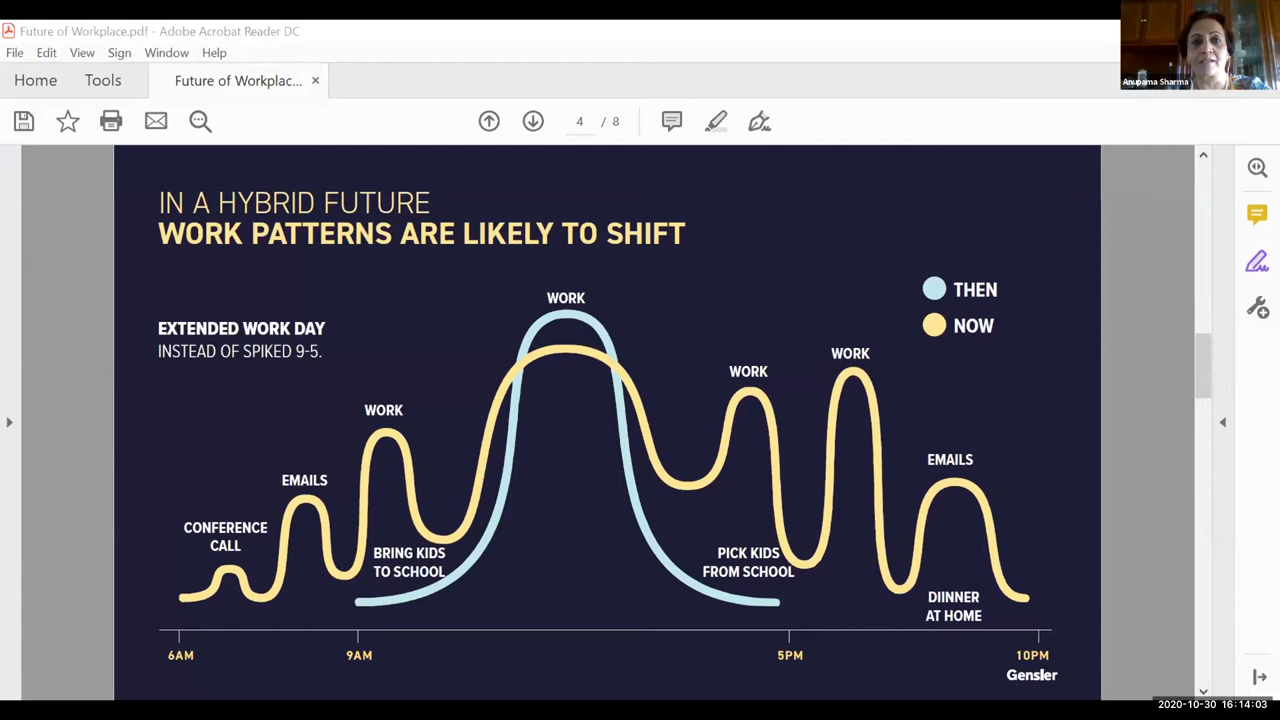 Future of Workplace.pdf - Adobe Acrobat Reader DC
File Edit View Sign Window Help
Home Tools Future of Workplac... ×
4 / 8
Anupama Sharma
IN A HYBRID FUTURE
WORK PATTERNS ARE LIKELY TO SHIFT
THEN
NOW
EXTENDED WORK DAY
INSTEAD OF SPIKED 9-5.
CONFERENCE
CALL
EMAILS
WORK
BRING KIDS
TO SCHOOL
WORK
PICK KIDS
FROM SCHOOL
WORK
WORK
EMAILS
DIINNER
AT HOME
6AM 9AM 5PM 10PM
Gensler
2020-10-30 16:14:03